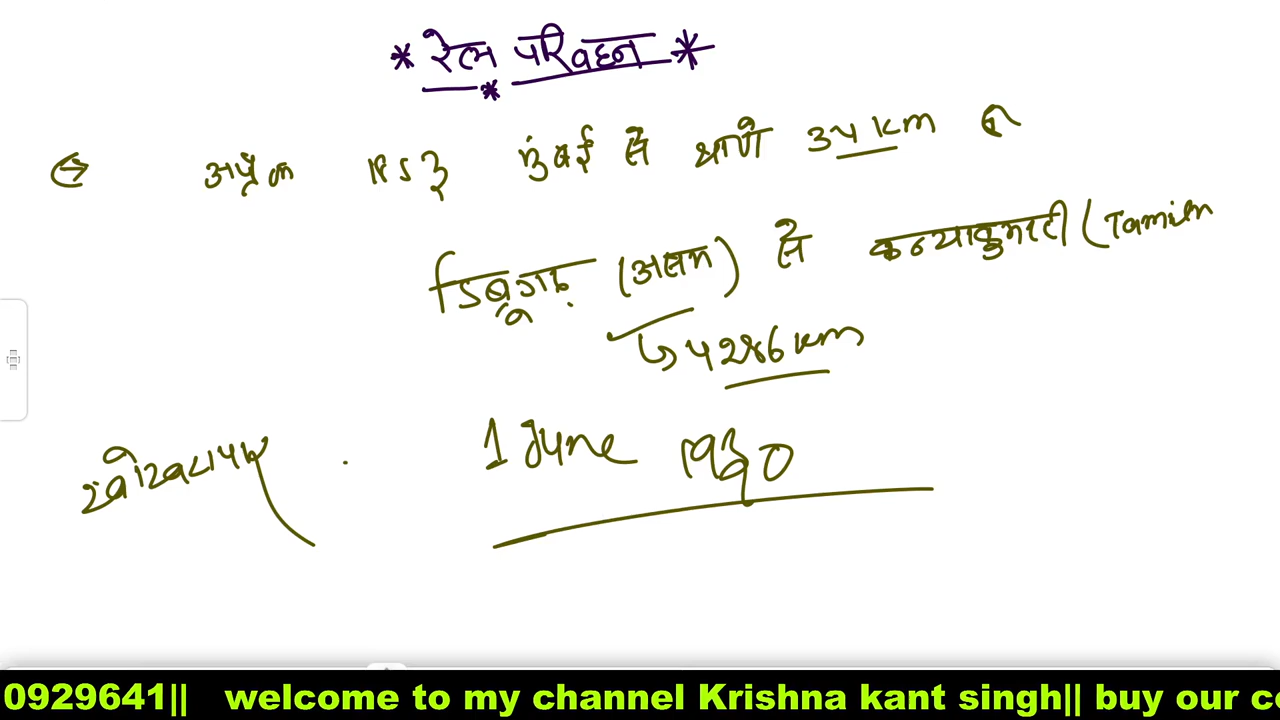 * रेल परिवहन *
*
⇒ अप्रैल 1853 मुंबई से थाणे 34 km
डिब्रूगढ़ (असम) से कन्याकुमारी (Tamiln
↳ 4286 km
1 June 1930
0929641|| welcome to my channel Krishna kant singh|| buy our co